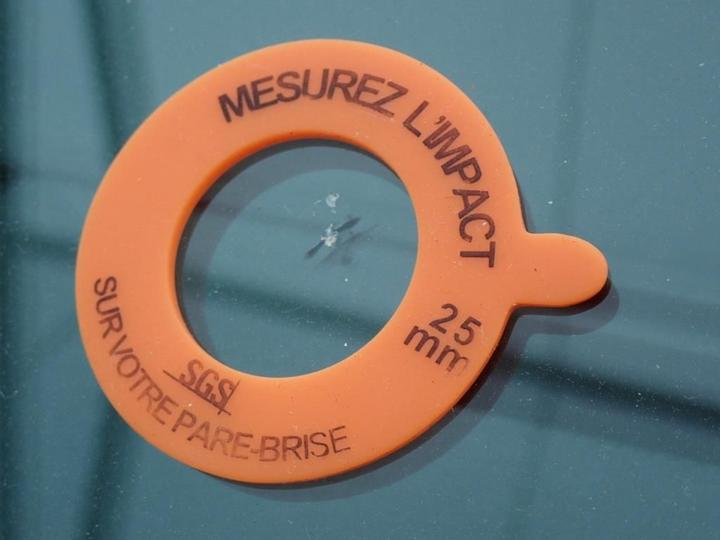 MESUREZ L'IMPACT
25
mm
SGS
SUR VOTRE PARE-BRISE